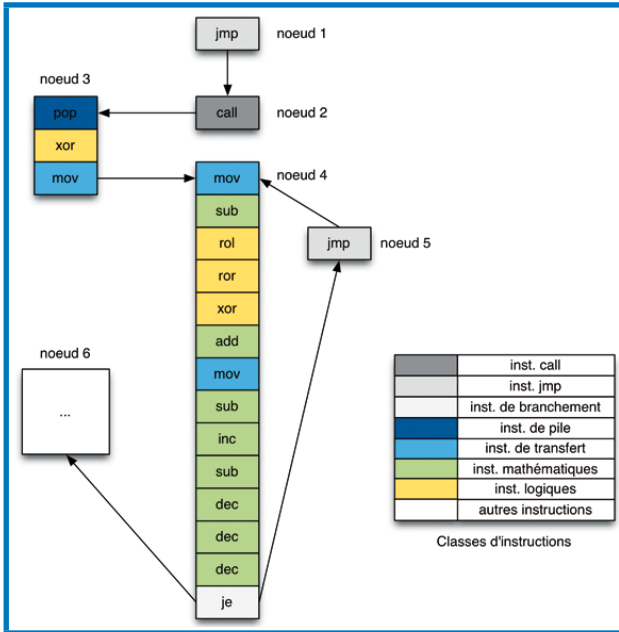 jmp
noeud 1
noeud 3
pop
xor
mov
call
noeud 2
noeud 4
mov
sub
rol
ror
xor
add
mov
sub
inc
sub
dec
dec
dec
je
jmp
noeud 5
noeud 6
...
inst. call
inst. jmp
inst. de branchement
inst. de pile
inst. de transfert
inst. mathématiques
inst. logiques
autres instructions
Classes d'instructions